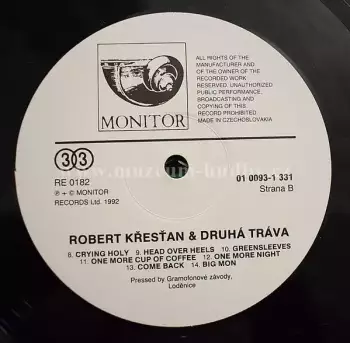 MONITOR
ALL RIGHTS OF THE
MANUFACTURER AND
OF THE OWNER OF THE
RECORDED WORK
RESERVED. UNAUTHORIZED
PUBLIC PERFORMANCE,
BROADCASTING AND
COPYING OF THIS
RECORD PROHIBITED
MADE IN CZECHOSLOVAKIA
33
RE 0182
℗ + © MONITOR
RECORDS Ltd. 1992
01 0093-1 331
Strana B
ROBERT KŘESŤAN & DRUHÁ TRÁVA
8. CRYING HOLY 9. HEAD OVER HEELS 10. GREENSLEEVES
11. ONE MORE CUP OF COFFEE 12. ONE MORE NIGHT
13. COME BACK 14. BIG MON
Pressed by Gramofonové závody,
Loděnice